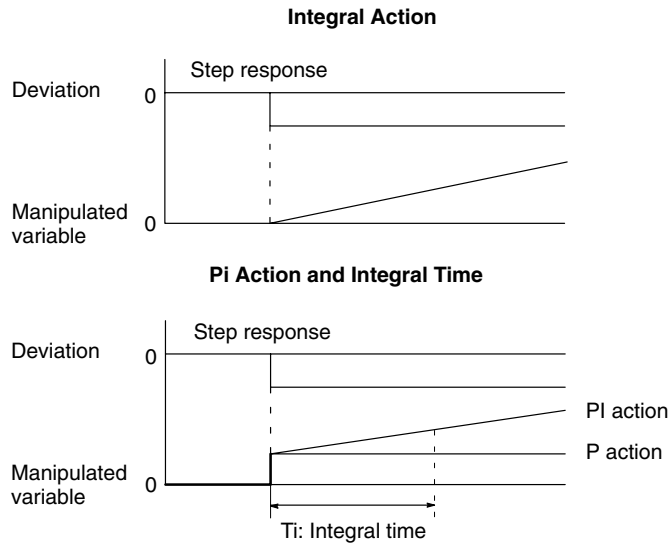 Integral Action
Step response
Deviation
0
Manipulated
variable
0
Pi Action and Integral Time
Step response
Deviation
0
PI action
P action
Manipulated
variable
0
Ti: Integral time